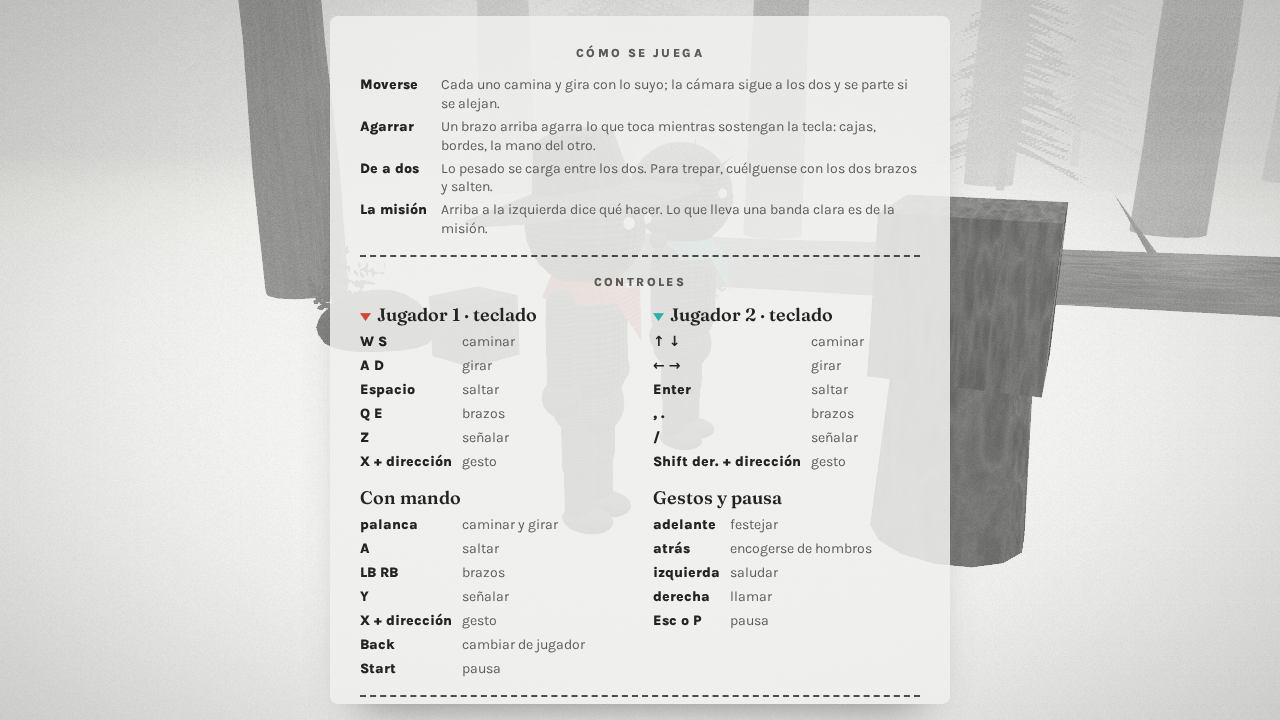 CÓMO SE JUEGA
Moverse Cada uno camina y gira con lo suyo; la cámara sigue a los dos y se parte si
se alejan.
Agarrar Un brazo arriba agarra lo que toca mientras sostengan la tecla: cajas,
bordes, la mano del otro.
De a dos Lo pesado se carga entre los dos. Para trepar, cuélguense con los dos brazos
y salten.
La misión Arriba a la izquierda dice qué hacer. Lo que lleva una banda clara es de la
misión.
CONTROLES
Jugador 1 · teclado
W S caminar
A D girar
Espacio saltar
Q E brazos
Z señalar
X + dirección gesto
Jugador 2 · teclado
↑ ↓ caminar
← → girar
Enter saltar
, . brazos
/ señalar
Shift der. + dirección gesto
Con mando
palanca caminar y girar
A saltar
LB RB brazos
Y señalar
X + dirección gesto
Back cambiar de jugador
Start pausa
Gestos y pausa
adelante festejar
atrás encogerse de hombros
izquierda saludar
derecha llamar
Esc o P pausa